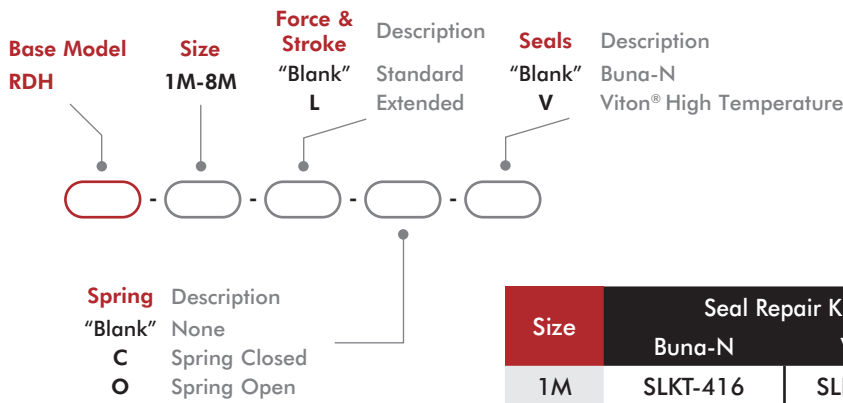 Base Model
RDH
Size
1M-8M
Force &
Stroke
Description
"Blank" Standard
L Extended
Seals Description
"Blank" Buna-N
V Viton® High Temperature
- - - -
Spring Description
"Blank" None
C Spring Closed
O Spring Open
Size
Seal Repair K
Buna-N
1M SLKT-416